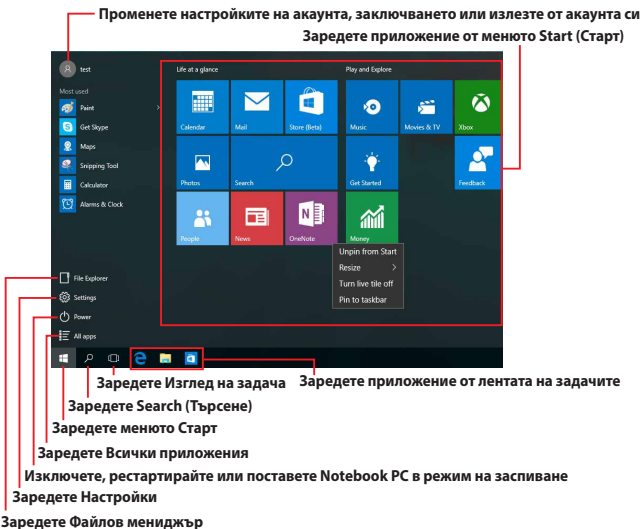 Променете настройките на акаунта, заключването или излезте от акаунта си
Заредете приложение от менюто Start (Старт)
test
Life at a glance
Play and Explore
Most used
Paint
Get Skype
Maps
Snipping Tool
Calculator
Alarms & Clock
Calendar
Mail
Store (Beta)
Music
Movies & TV
Xbox
Photos
Search
Get Started
Feedback
People
News
OneNote
Money
Unpin from Start
Resize
Turn live tile off
Pin to taskbar
File Explorer
Settings
Power
All apps
Заредете Изглед на задача
Заредете приложение от лентата на задачите
Заредете Search (Търсене)
Заредете менюто Старт
Заредете Всички приложения
Изключете, рестартирайте или поставете Notebook PC в режим на заспиване
Заредете Настройки
Заредете Файлов мениджър